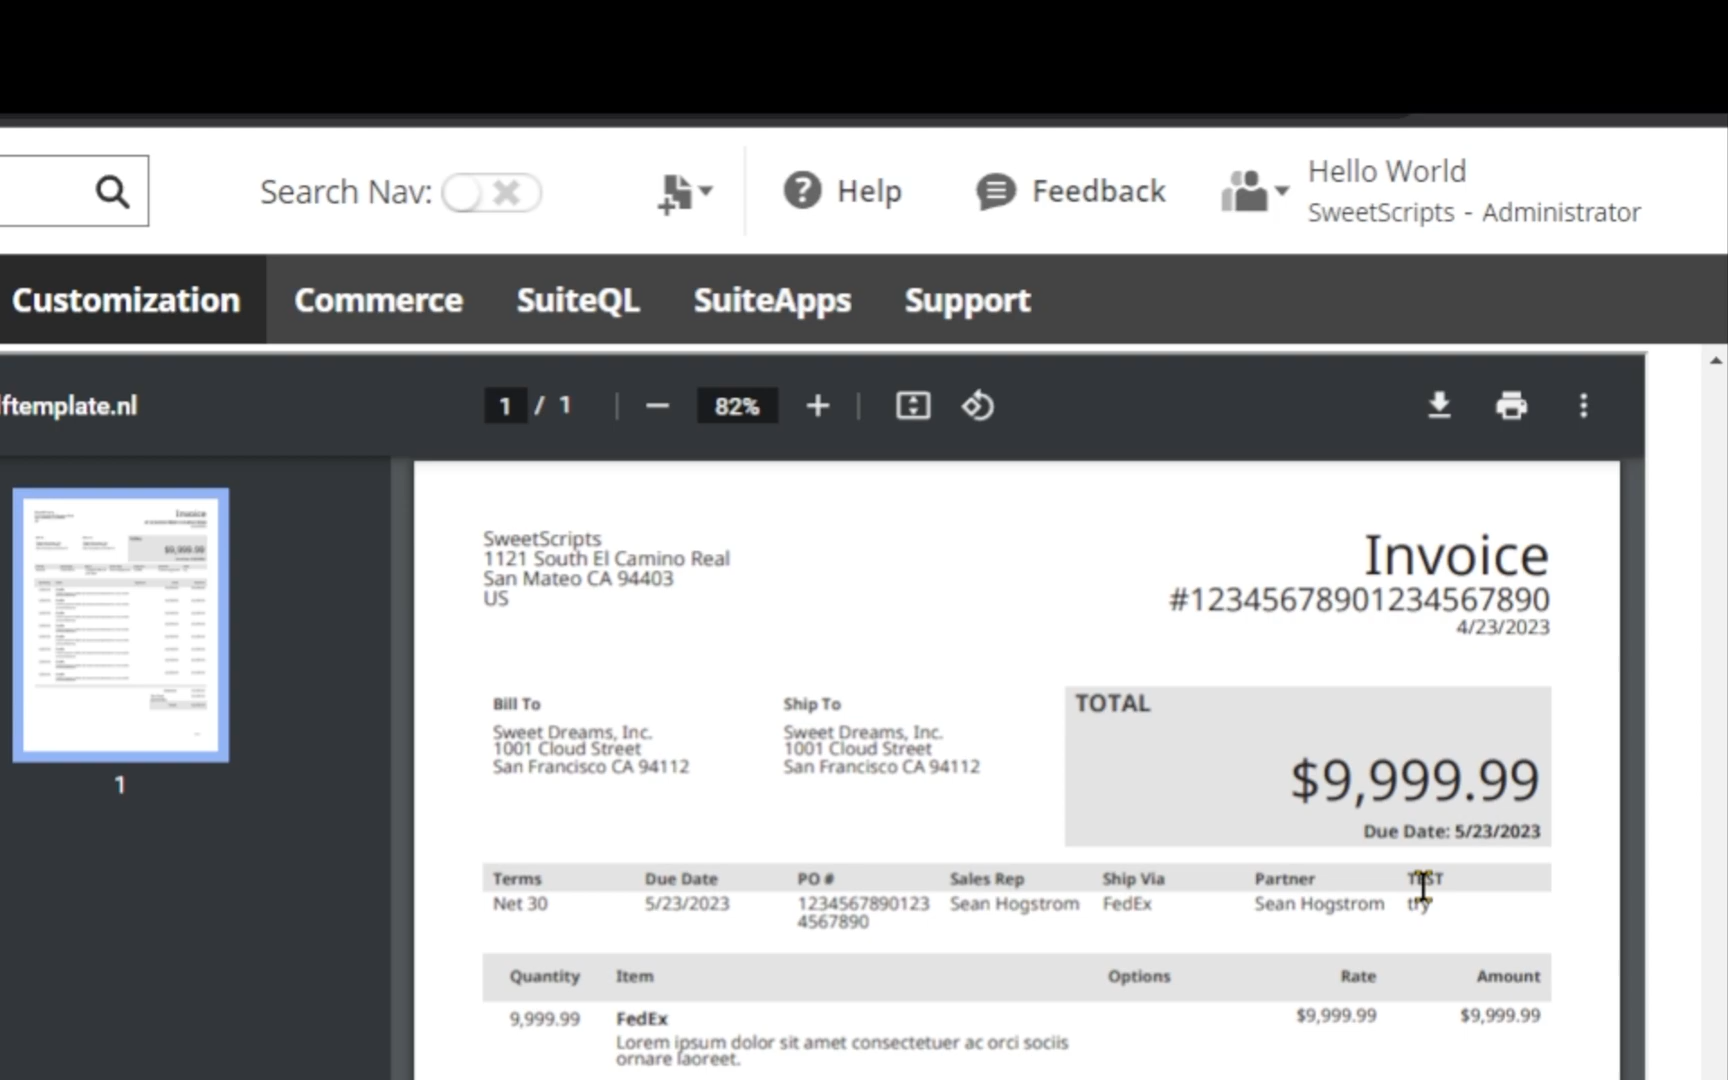 Search Nav:
Help
Feedback
Hello World
SweetScripts - Administrator
Customization
Commerce
SuiteQL
SuiteApps
Support
ftemplate.nl
1 / 1
82%
1
SweetScripts
1121 South El Camino Real
San Mateo CA 94403
US
Invoice
#12345678901234567890
4/23/2023
Bill To
Sweet Dreams, Inc.
1001 Cloud Street
San Francisco CA 94112
Ship To
Sweet Dreams, Inc.
1001 Cloud Street
San Francisco CA 94112
TOTAL
$9,999.99
Due Date: 5/23/2023
Terms Due Date PO # Sales Rep Ship Via Partner TEST
Net 30 5/23/2023 1234567890123 Sean Hogstrom FedEx Sean Hogstrom try
4567890
Quantity Item Options Rate Amount
9,999.99 FedEx $9,999.99 $9,999.99
Lorem ipsum dolor sit amet consectetuer ac orci sociis
ornare laoreet.